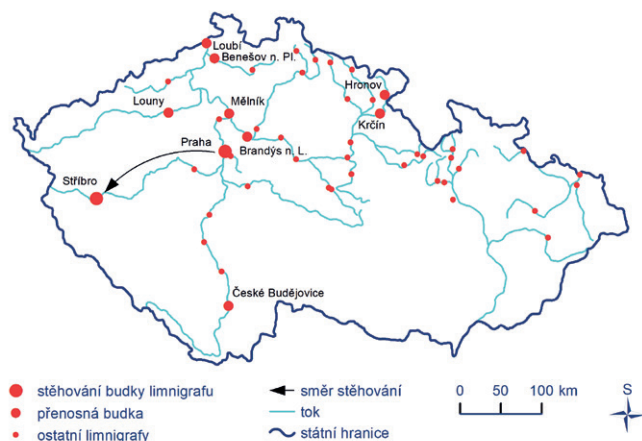 Loubí
Benešov n. Pl.
Hronov
Louny
Mělník
Krčín
Praha
Brandýs n. L.
Stříbro
České Budějovice
stěhování budky limnigrafu
přenosná budka
ostatní limnigrafy
směr stěhování
tok
státní hranice
0 50 100 km
S